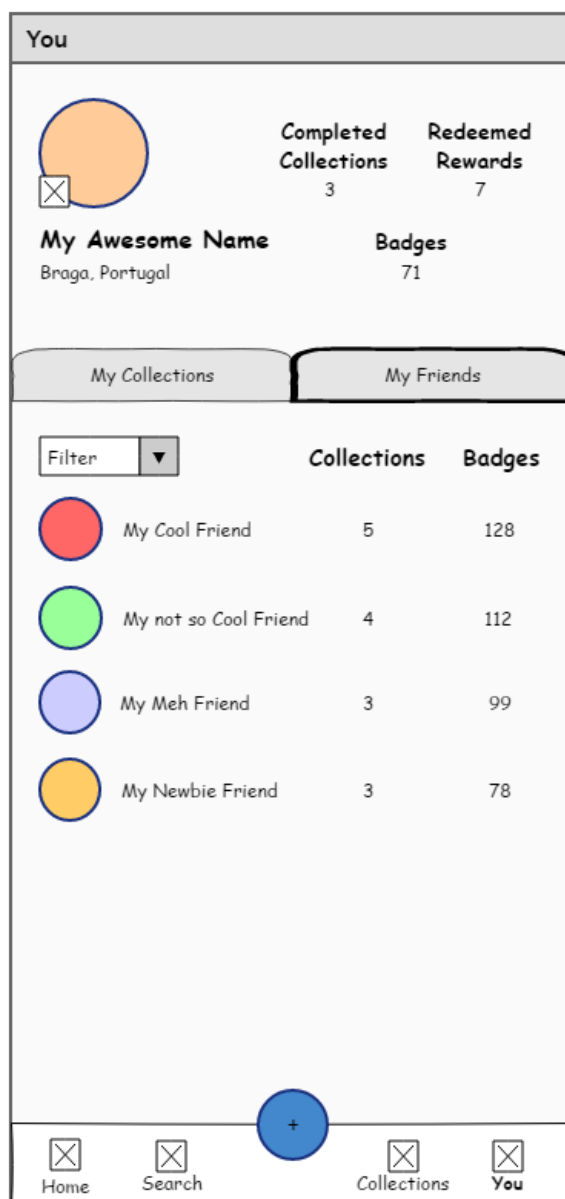 You
Completed Collections
3
Redeemed Rewards
7
My Awesome Name
Braga, Portugal
Badges
71
My Collections
My Friends
Filter ▼
Collections
Badges
My Cool Friend 5 128
My not so Cool Friend 4 112
My Meh Friend 3 99
My Newbie Friend 3 78
+
Home
Search
Collections
You